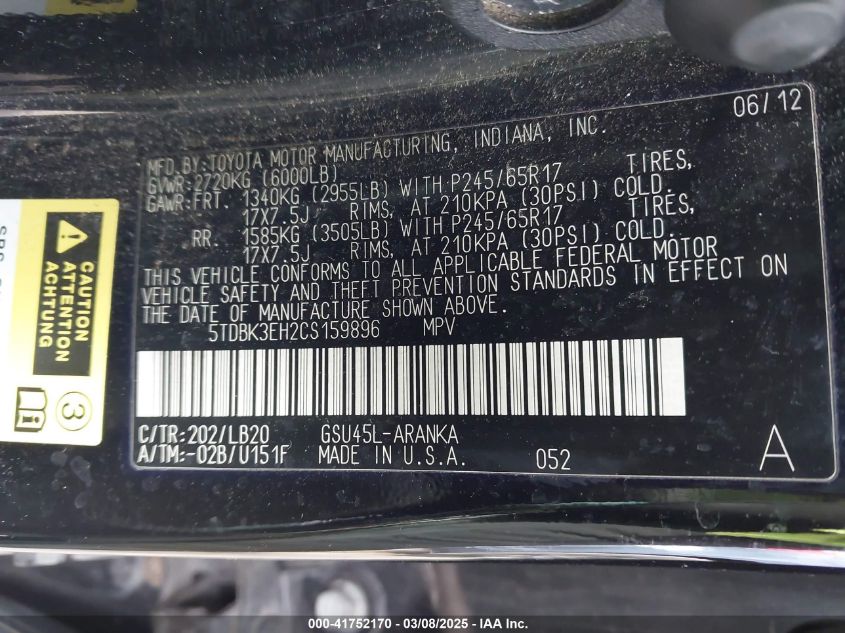 06/12
MFD. BY: TOYOTA MOTOR MANUFACTURING, INDIANA, INC.
GVWR: 2720KG (6000LB)
GAWR: FRT. 1340KG (2955LB) WITH P245/65R17 TIRES,
17X7.5J RIMS, AT 210KPA (30PSI) COLD.
RR. 1585KG (3505LB) WITH P245/65R17 TIRES,
17X7.5J RIMS, AT 210KPA (30PSI) COLD.
THIS VEHICLE CONFORMS TO ALL APPLICABLE FEDERAL MOTOR
VEHICLE SAFETY AND THEFT PREVENTION STANDARDS IN EFFECT ON
THE DATE OF MANUFACTURE SHOWN ABOVE.
5TDBK3EH2CS159896 MPV
C/TR: 202/LB20 GSU45L-ARANKA
A/TM: -02B/U151F MADE IN U.S.A. 052 A
CAUTION
ATTENTION
ACHTUNG
3
000-41752170 - 03/08/2025 - IAA Inc.